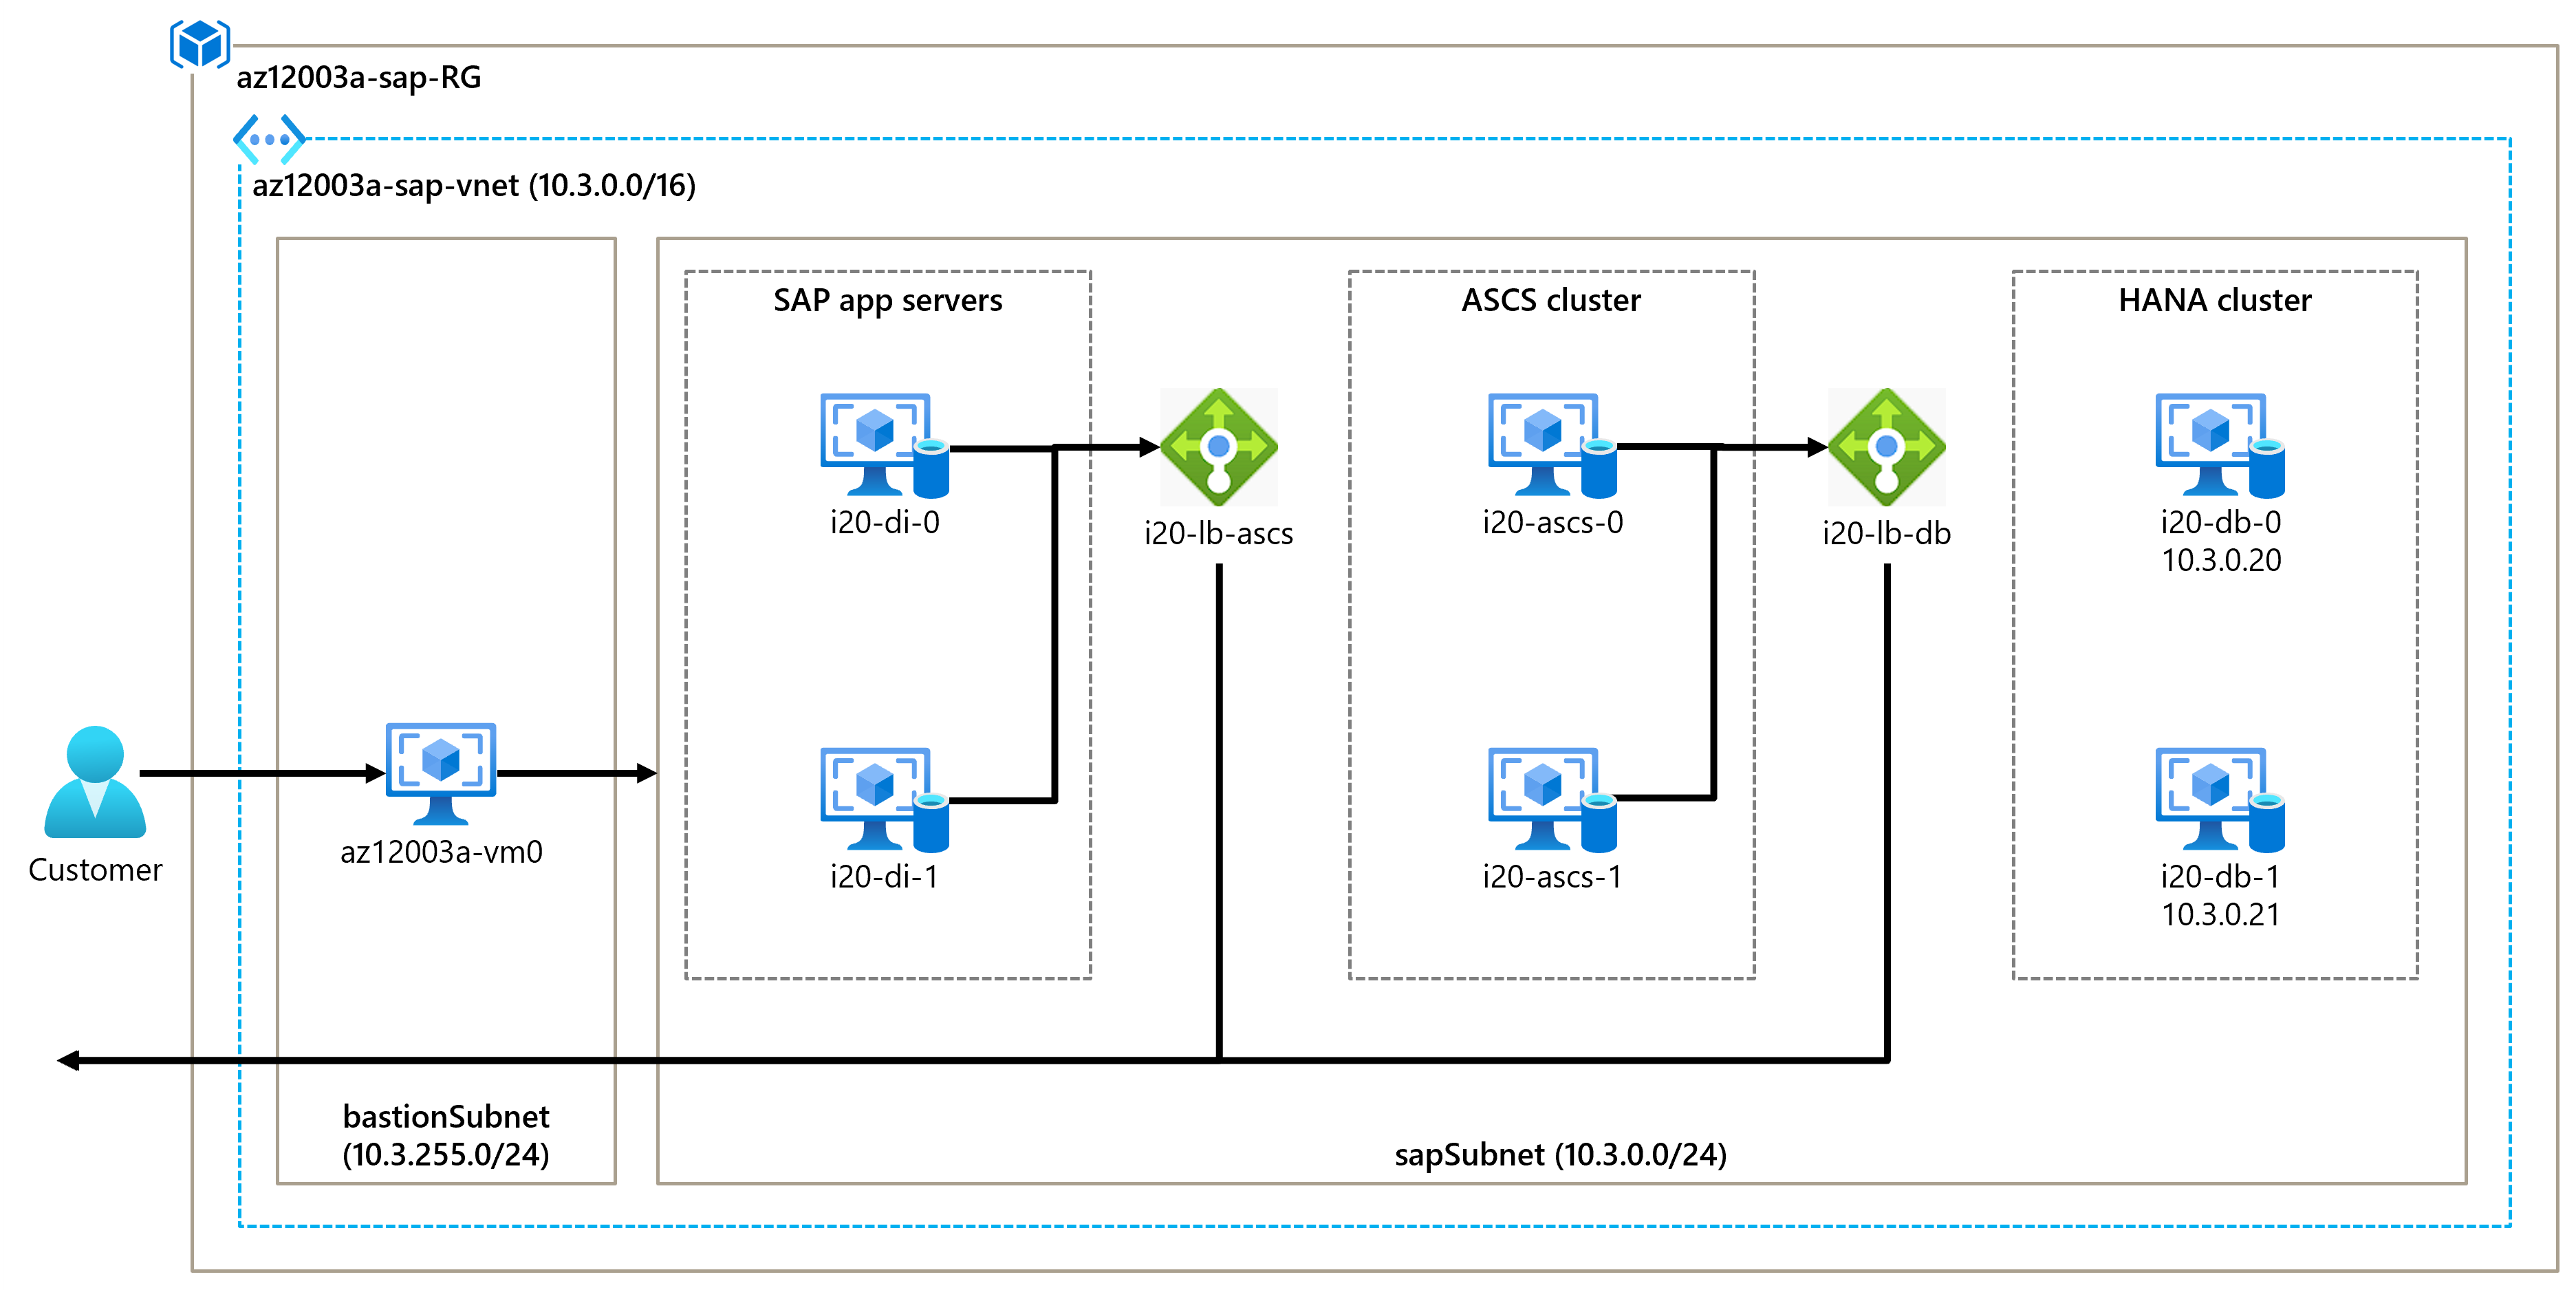 az12003a-sap-RG
az12003a-sap-vnet (10.3.0.0/16)
SAP app servers
ASCS cluster
HANA cluster
i20-di-0
i20-lb-ascs
i20-ascs-0
i20-lb-db
i20-db-0
10.3.0.20
Customer
az12003a-vm0
i20-di-1
i20-ascs-1
i20-db-1
10.3.0.21
bastionSubnet
(10.3.255.0/24)
sapSubnet (10.3.0.0/24)